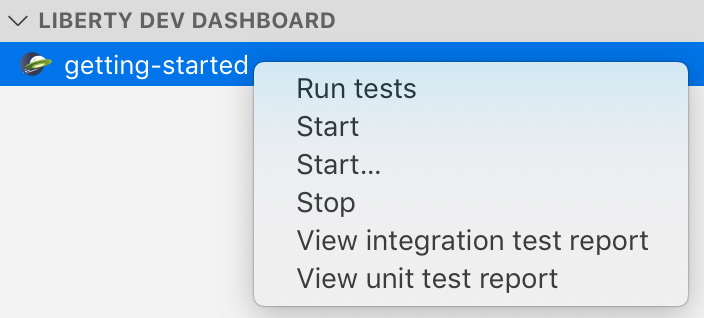 LIBERTY DEV DASHBOARD
getting-started
Run tests
Start
Start...
Stop
View integration test report
View unit test report